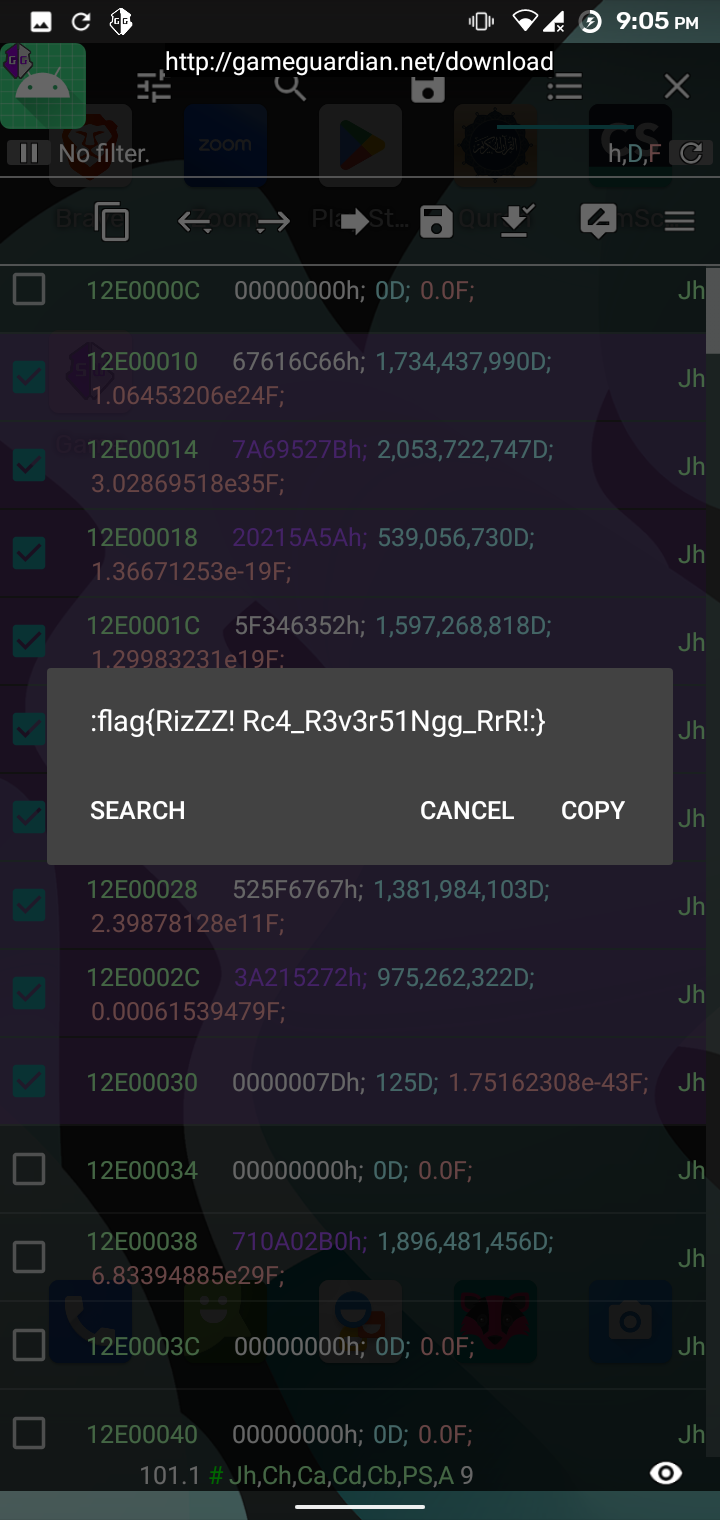 9:05 PM
http://gameguardian.net/download
No filter.
h,D,F
zoom
Zoom
12E0000C 00000000h; 0D; 0.0F; Jh
12E00010 67616C66h; 1,734,437,990D; Jh
1.06453206e24F;
12E00014 7A69527Bh; 2,053,722,747D; Jh
3.02869518e35F;
12E00018 20215A5Ah; 539,056,730D; Jh
1.36671253e-19F;
12E0001C 5F346352h; 1,597,268,818D; Jh
1.29983231e19F;
Jh
:flag{RizZZ! Rc4_R3v3r51Ngg_RrR!:}
SEARCH CANCEL COPY
Jh
12E00028 525F6767h; 1,381,984,103D; Jh
2.39878128e11F;
12E0002C 3A215272h; 975,262,322D; Jh
0.00061539479F;
12E00030 0000007Dh; 125D; 1.75162308e-43F; Jh
12E00034 00000000h; 0D; 0.0F; Jh
12E00038 710A02B0h; 1,896,481,456D; Jh
6.83394885e29F;
12E0003C 00000000h; 0D; 0.0F; Jh
12E00040 00000000h; 0D; 0.0F; Jh
101.1 # Jh,Ch,Ca,Cd,Cb,PS,A 9